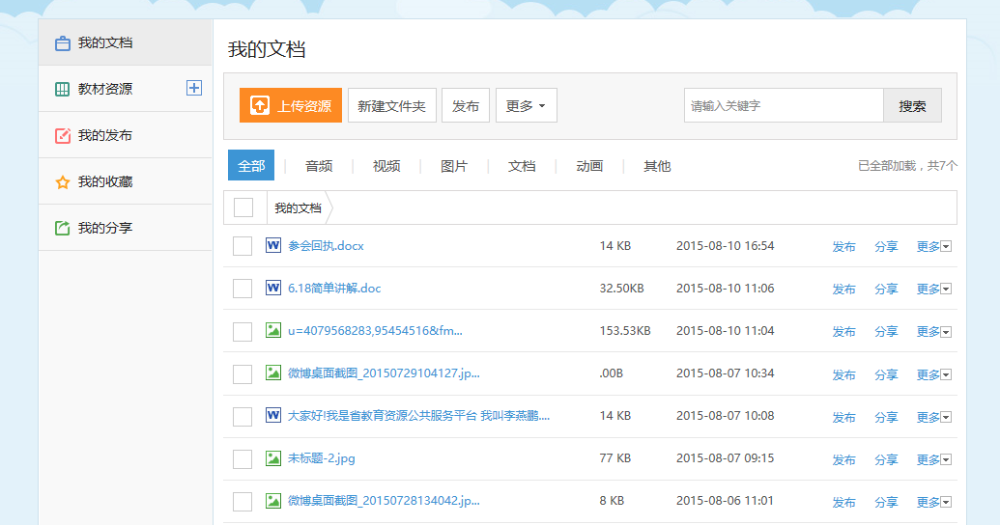 我的文档
教材资源
我的发布
我的收藏
我的分享
我的文档
上传资源 新建文件夹 发布 更多 请输入关键字 搜索
全部 | 音频 | 视频 | 图片 | 文档 | 动画 | 其他 已全部加载，共7个
我的文档
参会回执.docx 14 KB 2015-08-10 16:54 发布 分享 更多
6.18简单讲解.doc 32.50KB 2015-08-10 11:06 发布 分享 更多
u=4079568283,95454516&fm... 153.53KB 2015-08-10 11:04 发布 分享 更多
微博桌面截图_20150729104127.jp... .00B 2015-08-07 10:34 发布 分享 更多
大家好!我是省教育资源公共服务平台 我叫李燕鹏.... 14 KB 2015-08-07 10:08 发布 分享 更多
未标题-2.jpg 77 KB 2015-08-07 09:15 发布 分享 更多
微博桌面截图_20150728134042.jp... 8 KB 2015-08-06 11:01 发布 分享 更多